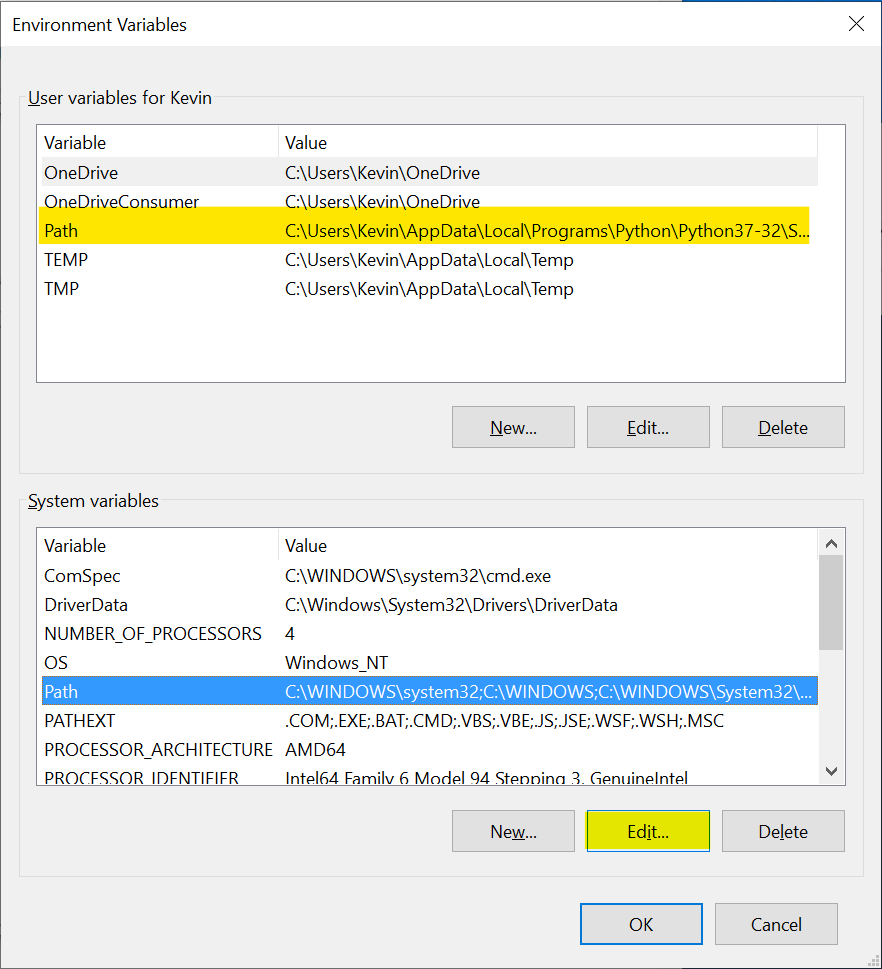 Environment Variables
User variables for Kevin
Variable Value
OneDrive C:\Users\Kevin\OneDrive
OneDriveConsumer C:\Users\Kevin\OneDrive
Path C:\Users\Kevin\AppData\Local\Programs\Python\Python37-32\S...
TEMP C:\Users\Kevin\AppData\Local\Temp
TMP C:\Users\Kevin\AppData\Local\Temp
New... Edit... Delete
System variables
Variable Value
ComSpec C:\WINDOWS\system32\cmd.exe
DriverData C:\Windows\System32\Drivers\DriverData
NUMBER_OF_PROCESSORS 4
OS Windows_NT
Path C:\WINDOWS\system32;C:\WINDOWS;C:\WINDOWS\System32\...
PATHEXT .COM;.EXE;.BAT;.CMD;.VBS;.VBE;.JS;.JSE;.WSF;.WSH;.MSC
PROCESSOR_ARCHITECTURE AMD64
PROCESSOR_IDENTIFIER Intel64 Family 6 Model 94 Stepping 3, GenuineIntel
New... Edit... Delete
OK Cancel